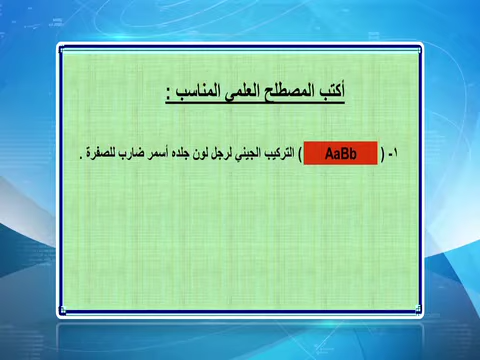 أكتب المصطلح العلمي المناسب :
١- ( AaBb ) التركيب الجيني لرجل لون جلده أسمر ضارب للصفرة .